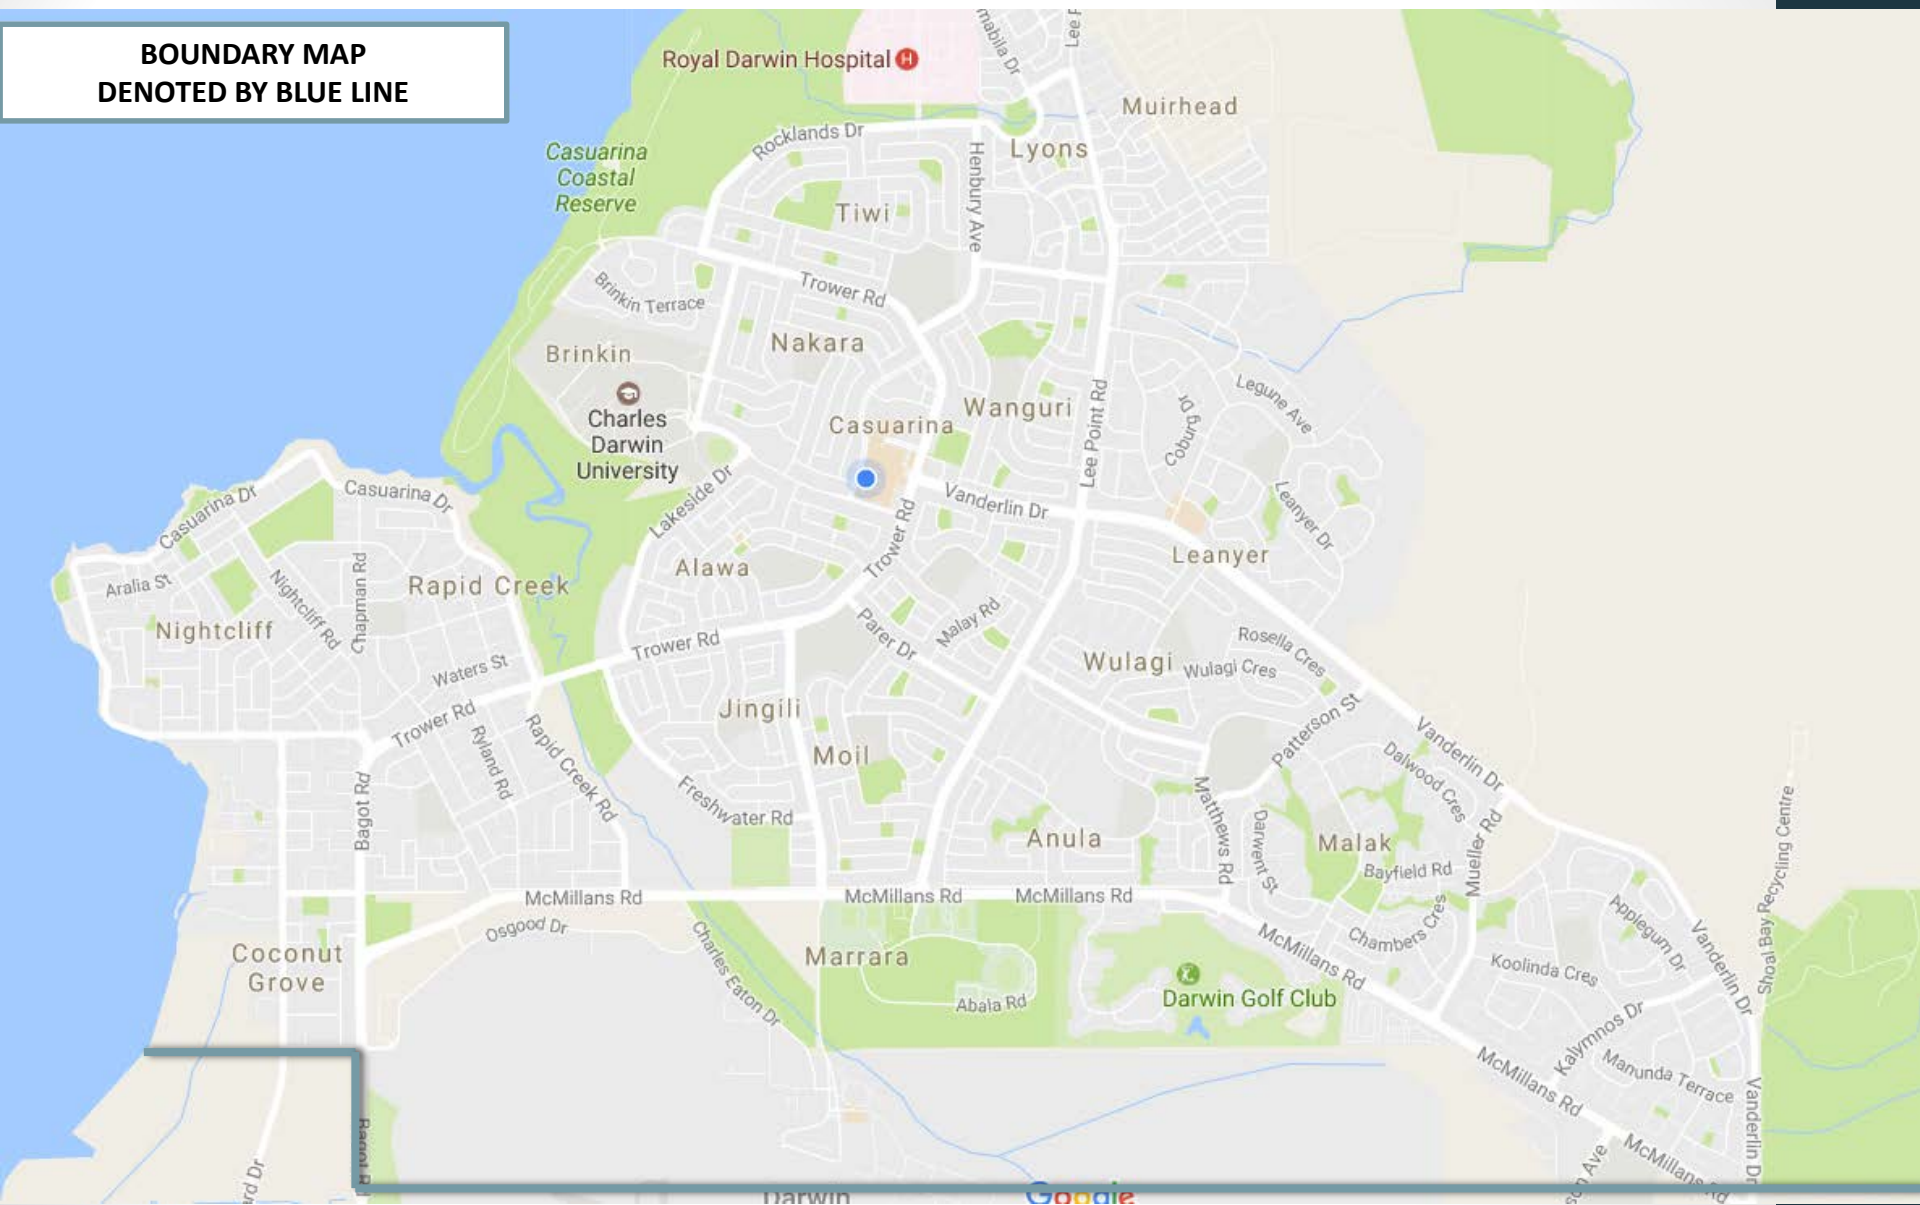 BOUNDARY MAP
DENOTED BY BLUE LINE
Royal Darwin Hospital
H
Muirhead
Rocklands Dr
Lyons
Casuarina
Coastal
Reserve
Henbury Ave
Tiwi
Brinkin Terrace
Trower Rd
Nakara
Brinkin
Charles
Darwin
University
Casuarina
Wanguri
Lee Point Rd
Coburg Dr
Legune Ave
Leanyer Dr
Vanderlin Dr
Lakeside Dr
Trower Rd
Casuarina Dr
Casuarina Dr
Leanyer
Alawa
Rapid Creek
Aralia St
Nightcliff Rd
Chapman Rd
Nightcliff
Waters St
Trower Rd
Parer Dr
Malay Rd
Wulagi
Wulagi Cres
Rosella Cres
Jingili
Trower Rd
Ryland Rd
Rapid Creek Rd
Moil
Patterson St
Vanderlin Dr
Dalwood Cres
Bagot Rd
Freshwater Rd
Anula
Matthews Rd
Darwent St
Malak
Bayfield Rd
Mueller Rd
Shoal Bay Recycling Centre
McMillans Rd
McMillans Rd
McMillans Rd
Osgood Dr
Charles Eaton Dr
Marrara
Abala Rd
Darwin Golf Club
McMillans Rd
Chambers Cres
Koolinda Cres
Applegum Dr
Vanderlin Dr
Coconut
Grove
Kalymnos Dr
Manunda Terrace
McMillans Rd
Vanderlin Dr
McMillans Rd
Bagot Rd
Darwin
Google